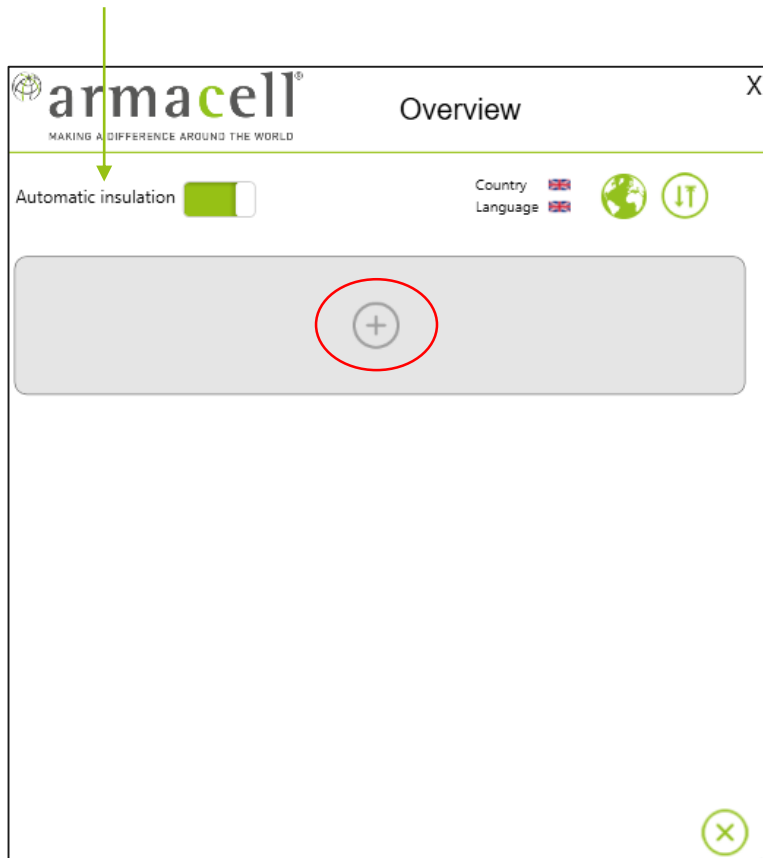 armacell®
MAKING A DIFFERENCE AROUND THE WORLD
Overview
X
Automatic insulation
Country
Language